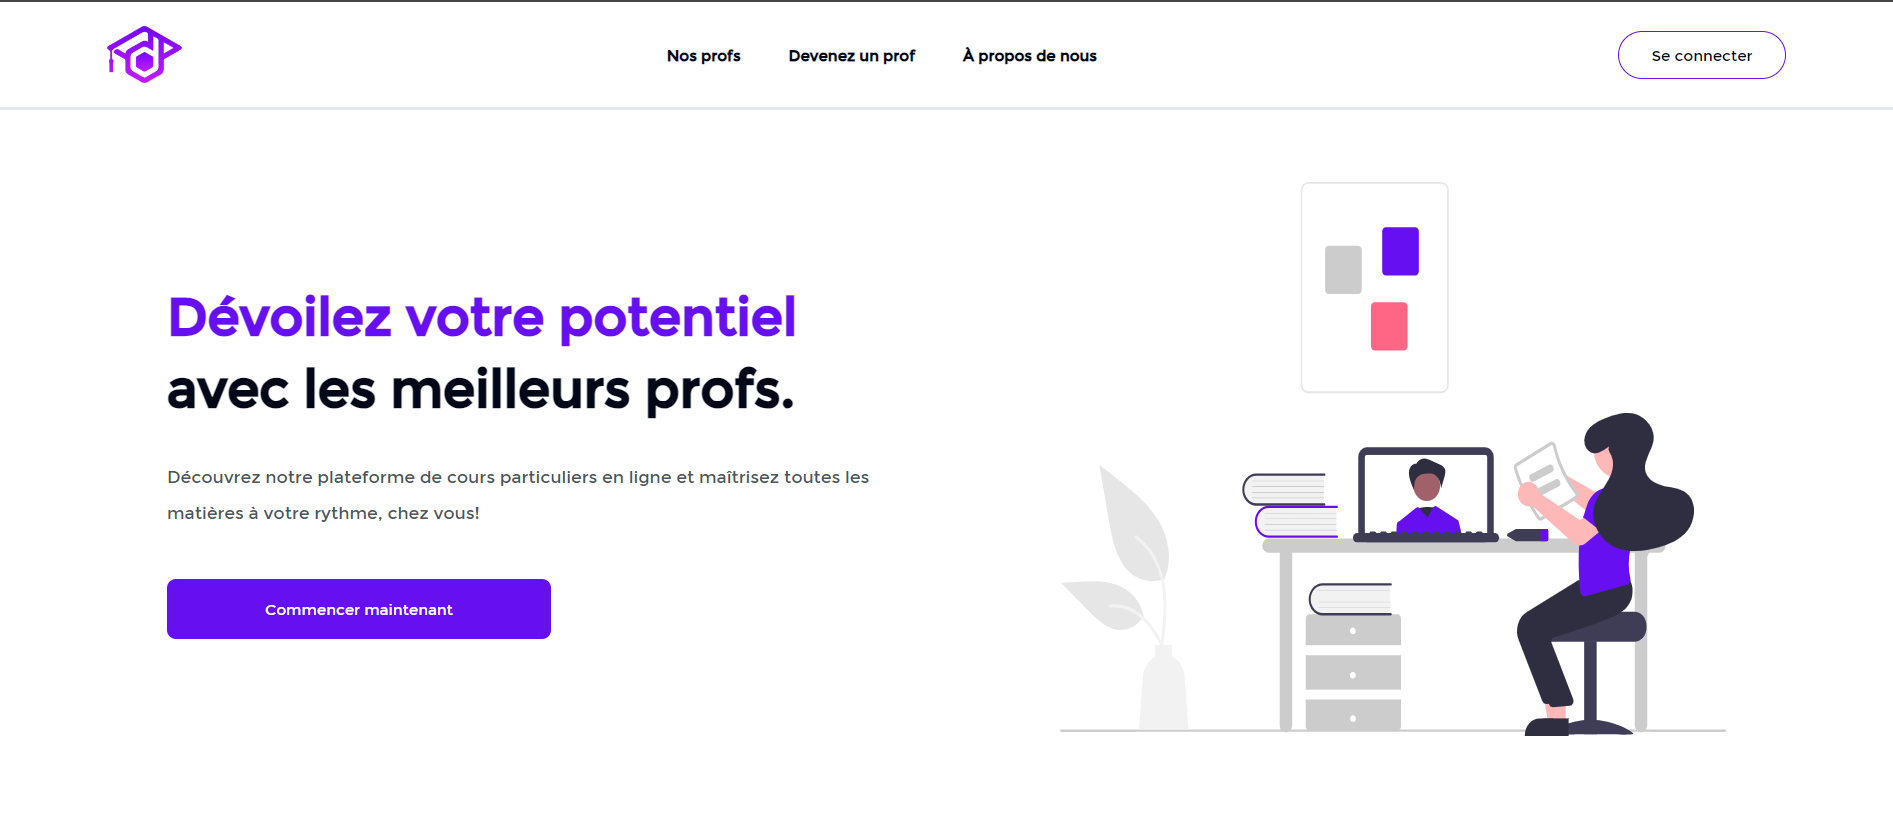 Nos profs
Devenez un prof
À propos de nous
Se connecter
Dévoilez votre potentiel
avec les meilleurs profs.
Découvrez notre plateforme de cours particuliers en ligne et maîtrisez toutes les
matières à votre rythme, chez vous!
Commencer maintenant